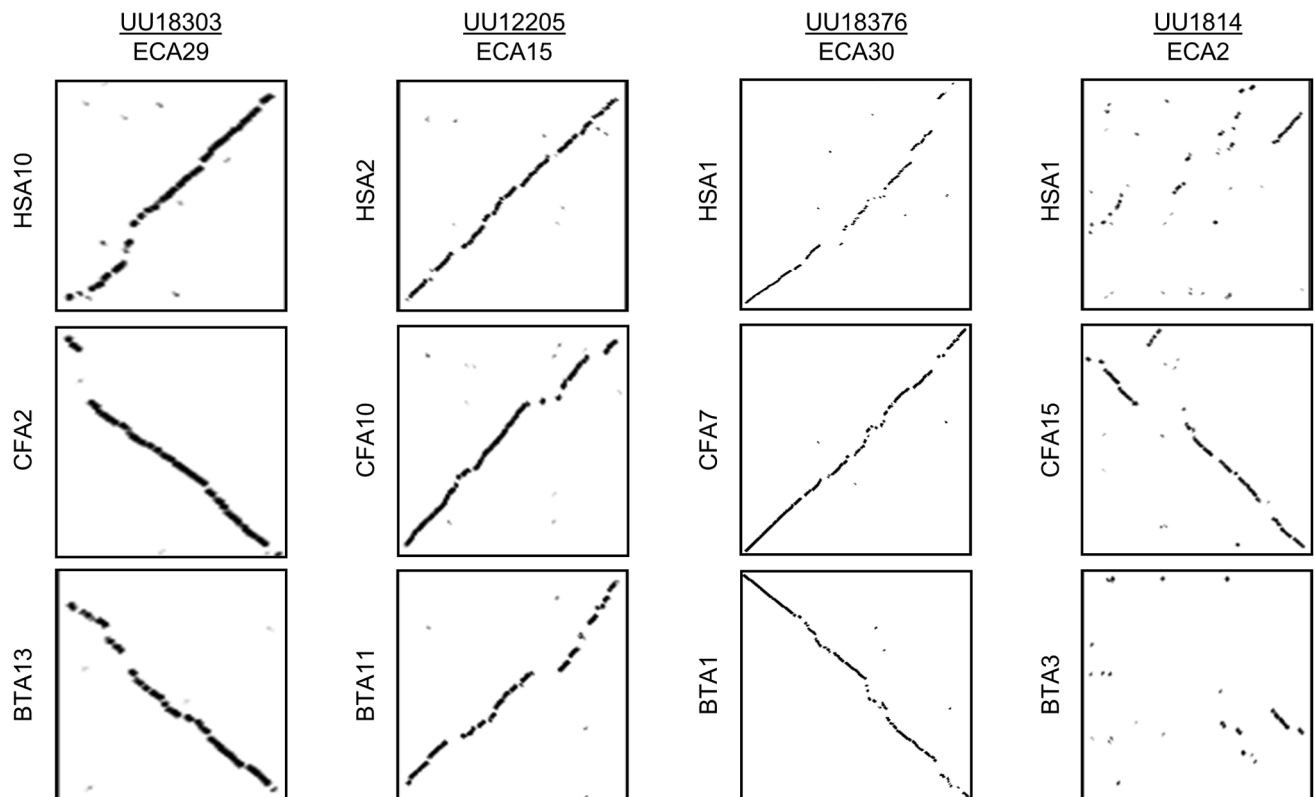 UU18303 UU12205 UU18376 UU1814
ECA29 ECA15 ECA30 ECA2
HSA10 HSA2 HSA1 HSA1
CFA2 CFA10 CFA7 CFA15
BTA13 BTA11 BTA1 BTA3